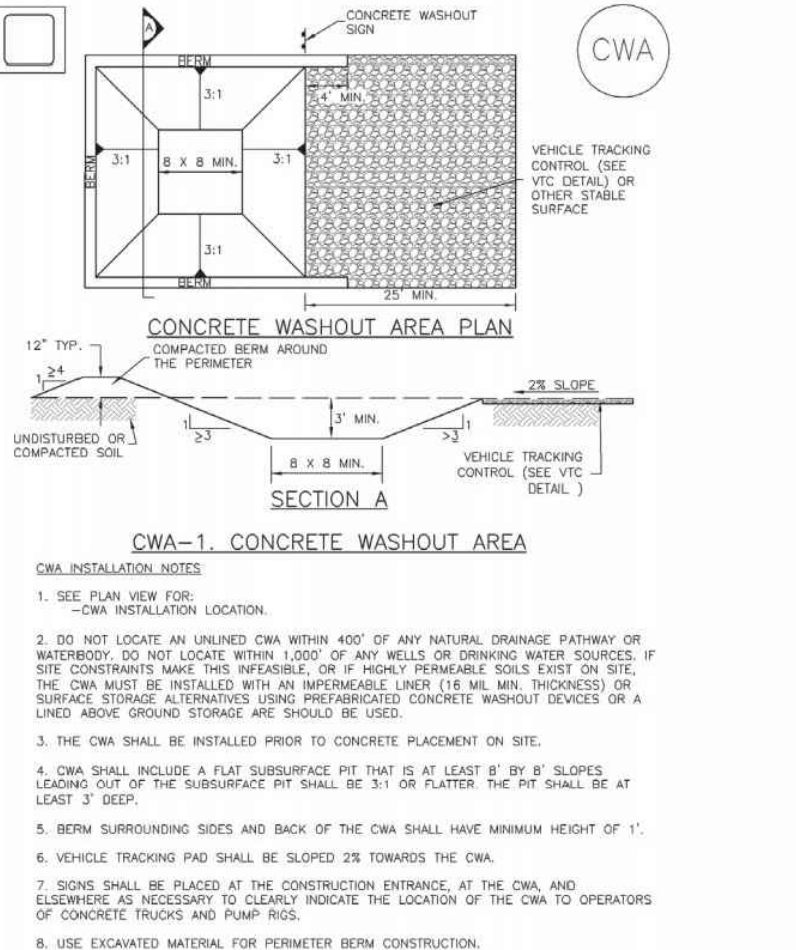 A
CONCRETE WASHOUT
SIGN
CWA
BERM
3:1
4' MIN.
BERM
3:1
8 X 8 MIN.
3:1
VEHICLE TRACKING
CONTROL (SEE
VTC DETAIL) OR
OTHER STABLE
SURFACE
3:1
BERM
25' MIN.
CONCRETE WASHOUT AREA PLAN
12" TYP.
COMPACTED BERM AROUND
THE PERIMETER
1
≥4
2% SLOPE
3' MIN.
1
≥3
1
≥3
UNDISTURBED OR
COMPACTED SOIL
8 X 8 MIN.
VEHICLE TRACKING
CONTROL (SEE VTC
DETAIL )
SECTION A
CWA-1. CONCRETE WASHOUT AREA
CWA INSTALLATION NOTES
1. SEE PLAN VIEW FOR:
-CWA INSTALLATION LOCATION.
2. DO NOT LOCATE AN UNLINED CWA WITHIN 400' OF ANY NATURAL DRAINAGE PATHWAY OR
WATERBODY. DO NOT LOCATE WITHIN 1,000' OF ANY WELLS OR DRINKING WATER SOURCES. IF
SITE CONSTRAINTS MAKE THIS INFEASIBLE, OR IF HIGHLY PERMEABLE SOILS EXIST ON SITE,
THE CWA MUST BE INSTALLED WITH AN IMPERMEABLE LINER (16 MIL MIN. THICKNESS) OR
SURFACE STORAGE ALTERNATIVES USING PREFABRICATED CONCRETE WASHOUT DEVICES OR A
LINED ABOVE GROUND STORAGE ARE SHOULD BE USED.
3. THE CWA SHALL BE INSTALLED PRIOR TO CONCRETE PLACEMENT ON SITE.
4. CWA SHALL INCLUDE A FLAT SUBSURFACE PIT THAT IS AT LEAST 8' BY 8' SLOPES
LEADING OUT OF THE SUBSURFACE PIT SHALL BE 3:1 OR FLATTER. THE PIT SHALL BE AT
LEAST 3' DEEP.
5. BERM SURROUNDING SIDES AND BACK OF THE CWA SHALL HAVE MINIMUM HEIGHT OF 1'.
6. VEHICLE TRACKING PAD SHALL BE SLOPED 2% TOWARDS THE CWA.
7. SIGNS SHALL BE PLACED AT THE CONSTRUCTION ENTRANCE, AT THE CWA, AND
ELSEWHERE AS NECESSARY TO CLEARLY INDICATE THE LOCATION OF THE CWA TO OPERATORS
OF CONCRETE TRUCKS AND PUMP RIGS.
8. USE EXCAVATED MATERIAL FOR PERIMETER BERM CONSTRUCTION.